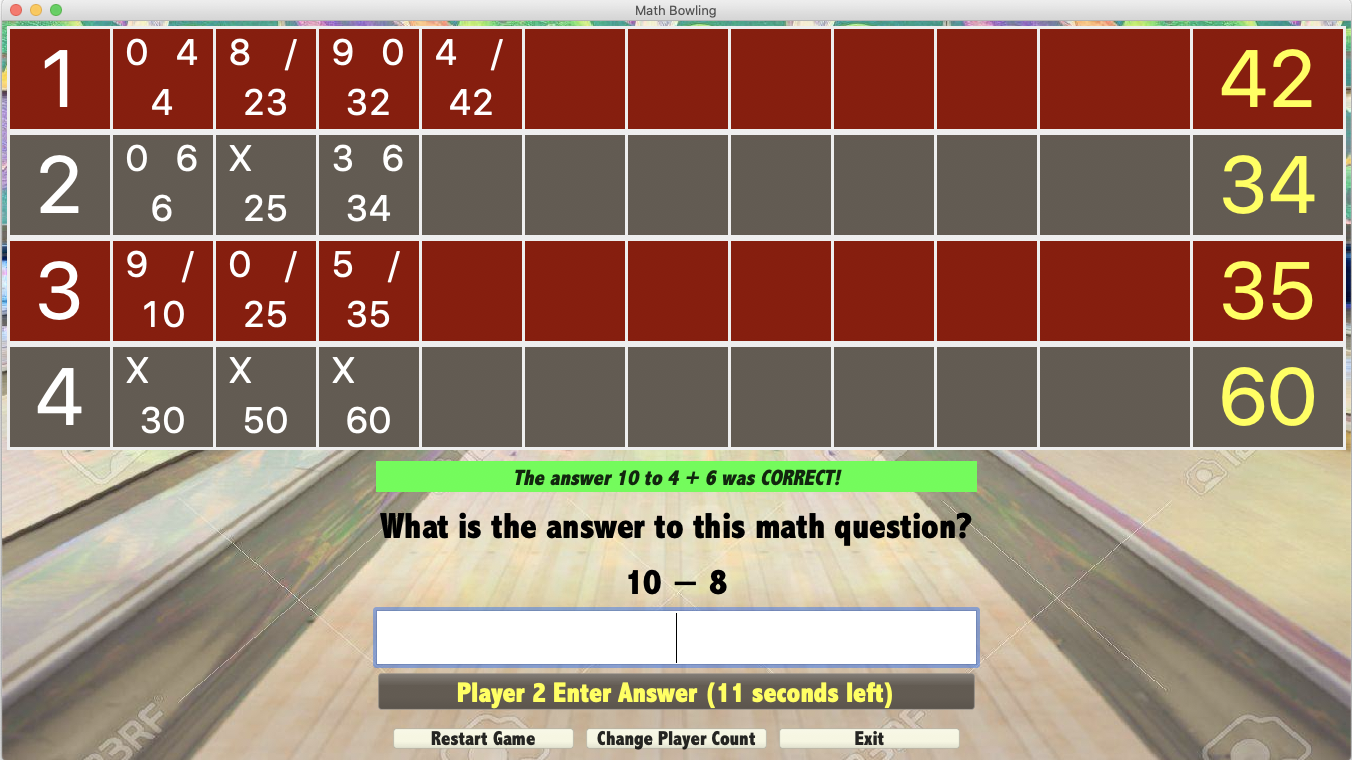 Math Bowling
1 0 4 8 / 9 0 4 / 42
4 23 32 42
2 0 6 X 3 6 34
6 25 34
3 9 / 0 / 5 / 35
10 25 35
4 X X X 60
30 50 60
The answer 10 to 4 + 6 was CORRECT!
What is the answer to this math question?
10 – 8
Player 2 Enter Answer (11 seconds left)
Restart Game Change Player Count Exit